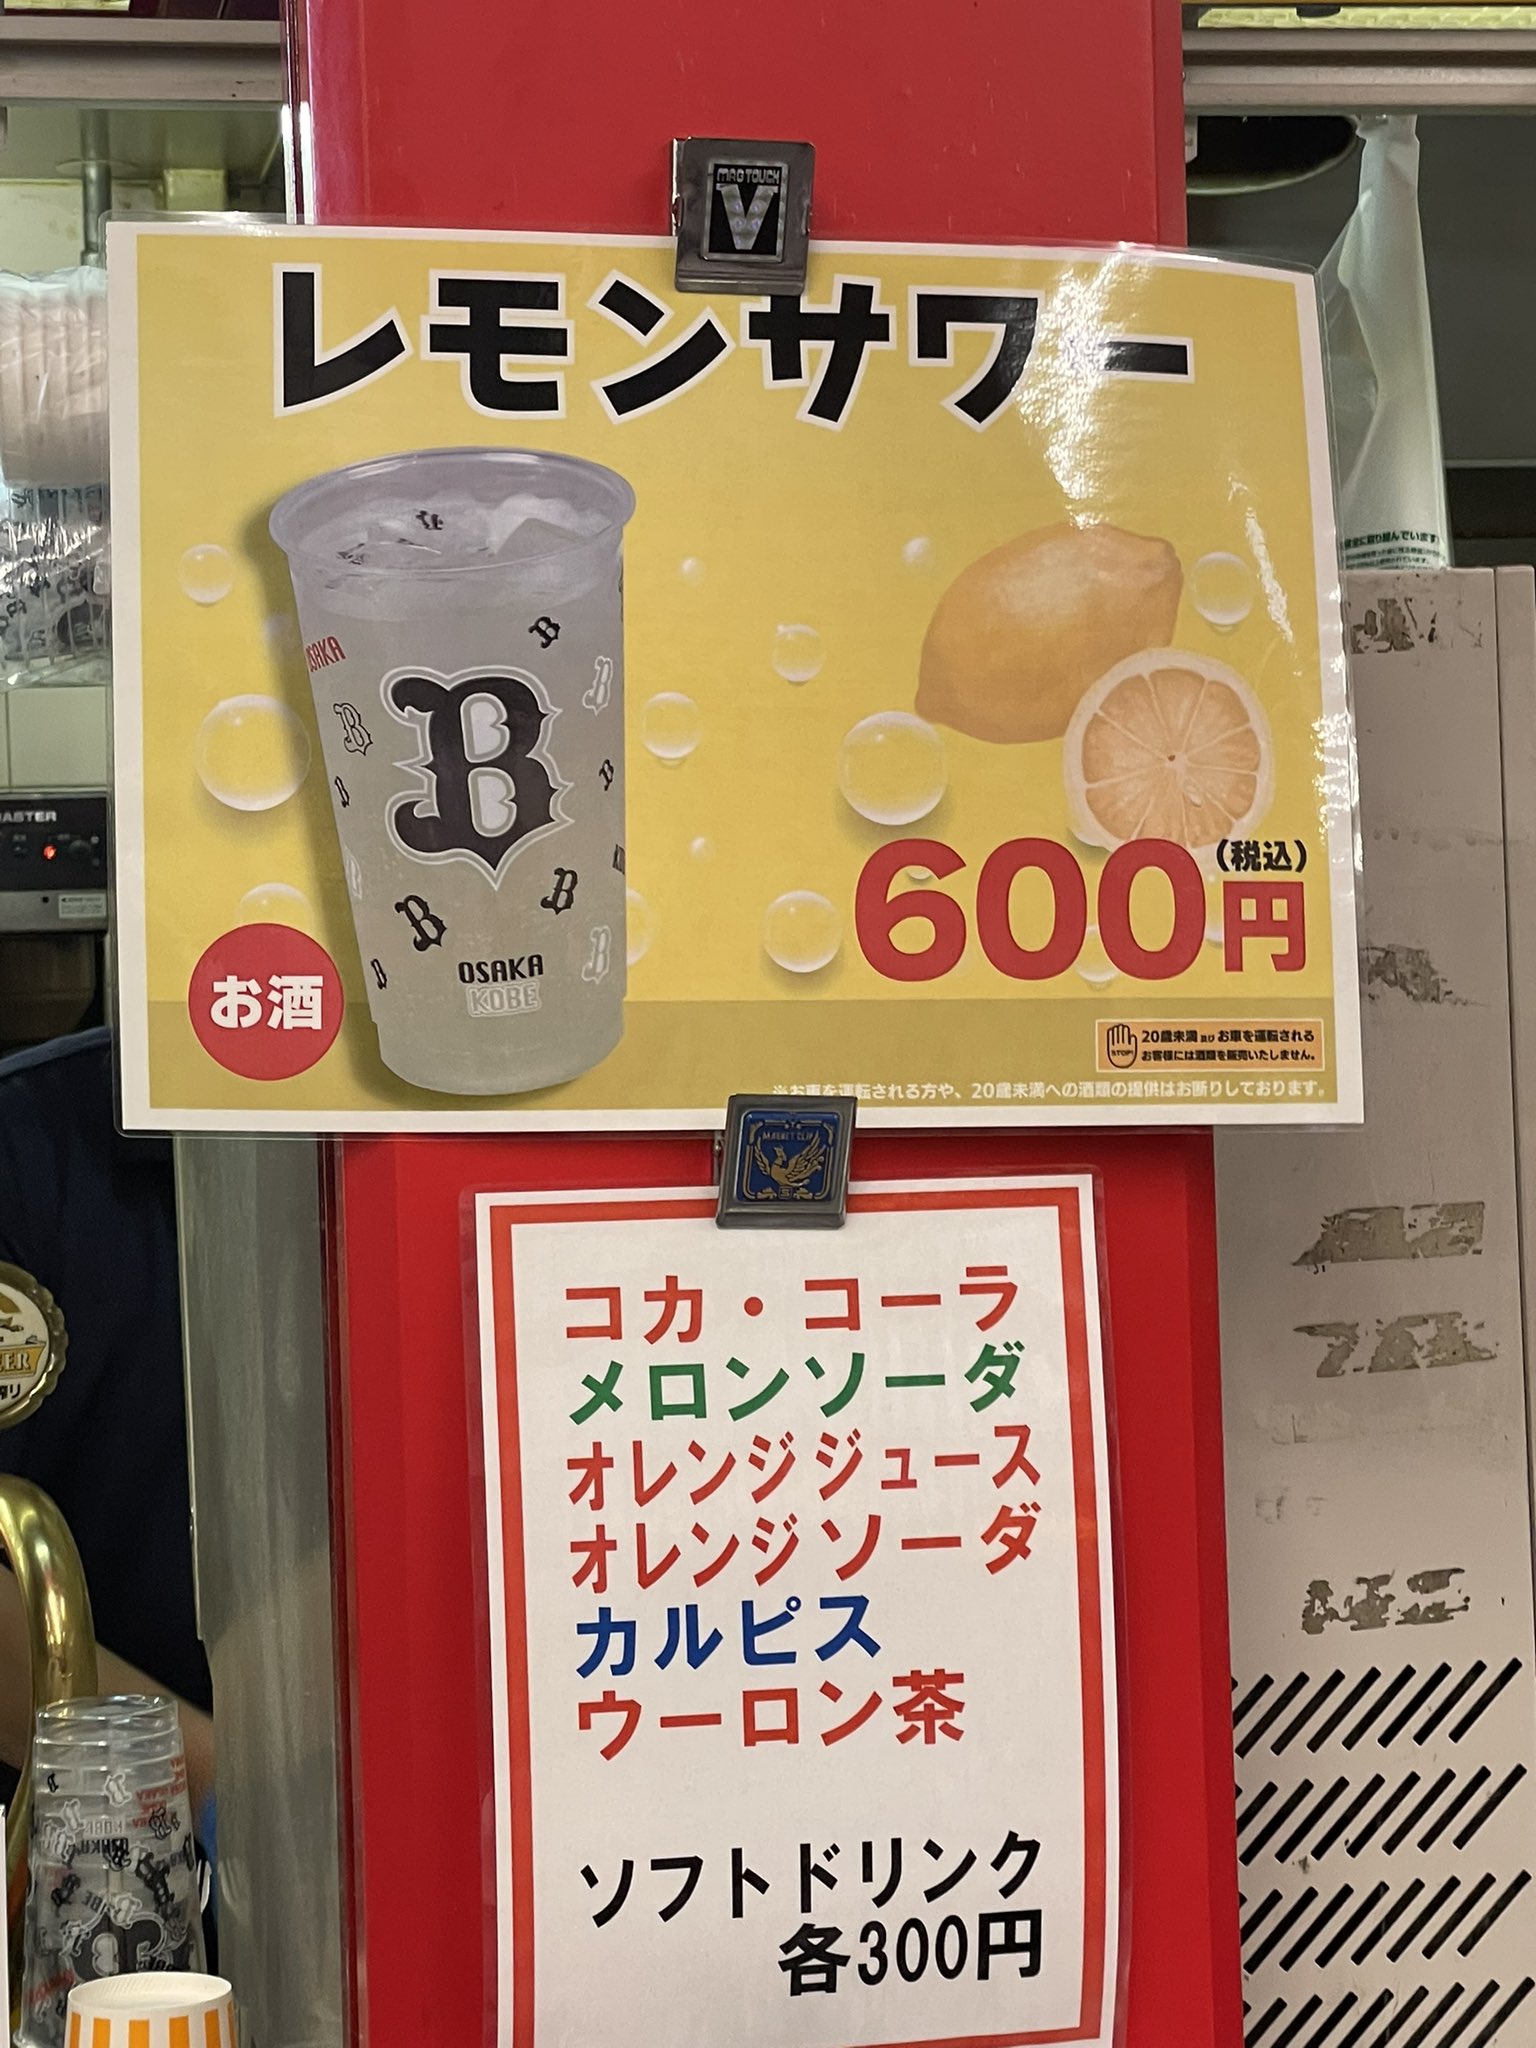 MAG TOUCH
V
レモンサワー
OSAKA
B
OSAKA
KOBE
お酒
600円
(税込)
STOP!
20歳未満及びお車を運転される
お客様には酒類を販売いたしません。
※お車を運転される方や、20歳未満への酒類の提供はお断りしております。
MAGNET CLIP
コカ・コーラ
メロンソーダ
オレンジジュース
オレンジソーダ
カルピス
ウーロン茶
ソフトドリンク
各300円